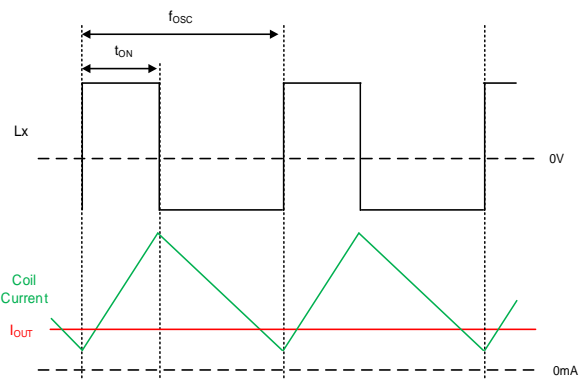 fOSC
tON
Lx
0V
Coil
Current
IOUT
0mA